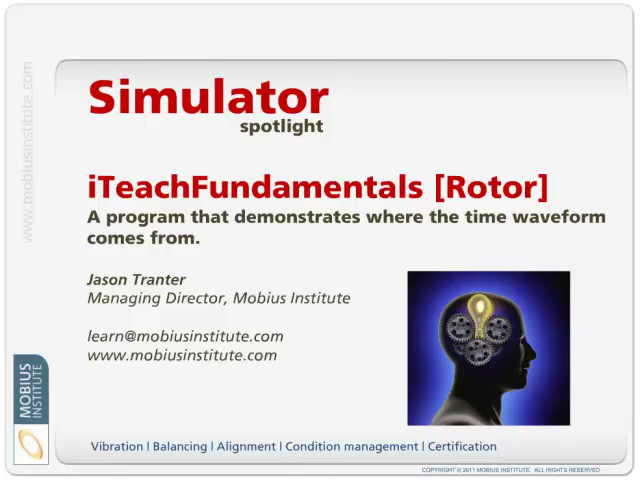 Simulator
spotlight
iTeachFundamentals [Rotor]
A program that demonstrates where the time waveform
comes from.
Jason Tranter
Managing Director, Mobius Institute
learn@mobiusinstitute.com
www.mobiusinstitute.com
www.mobiusinstitute.com
MOBIUS
INSTITUTE
Vibration | Balancing | Alignment | Condition management | Certification
COPYRIGHT © 2011 MOBIUS INSTITUTE. ALL RIGHTS RESERVED